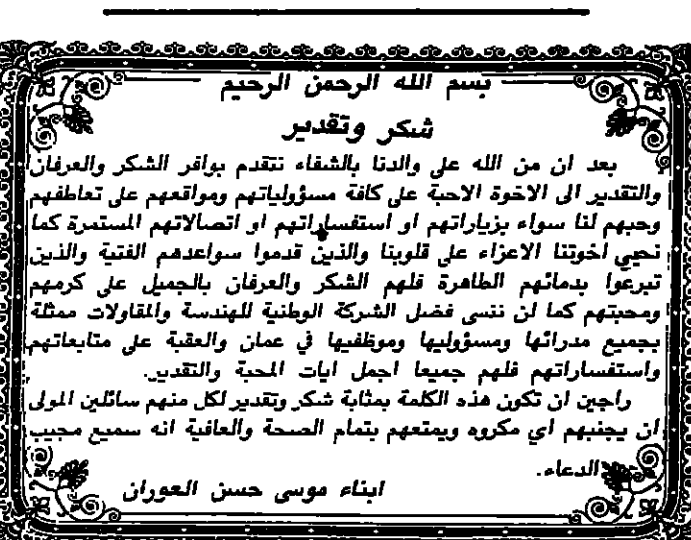 بسم الله الرحمن الرحيم
شكر وتقدير
بعد ان من الله على والدنا بالشفاء نتقدم بوافر الشكر والعرفان
والتقدير الى الاخوة الاحبة على كافة مسؤولياتهم ومواقعهم على تعاطفهم
وحبهم لنا سواء بزياراتهم او استفساراتهم او اتصالاتهم المستمرة كما
نحيي اخوتنا الاعزاء على قلوبنا والذين قدموا سواعدهم الفتية والذين
تبرعوا بدمائهم الطاهرة فلهم الشكر والعرفان بالجميل على كرمهم
ومحبتهم كما لن ننسى فضل الشركة الوطنية للهندسة والمقاولات ممثلة
بجميع مدرائها ومسؤوليها وموظفيها في عمان والعقبة على متابعاتهم
واستفساراتهم فلهم جميعا اجمل ايات المحبة والتقدير.
راجين ان تكون هذه الكلمة بمثابة شكر وتقدير لكل منهم سائلين المولى
ان يجنبهم اي مكروه ويمتعهم بتمام الصحة والعافية انه سميع مجيب
الدعاء.
ابناء موسى حسن العوران